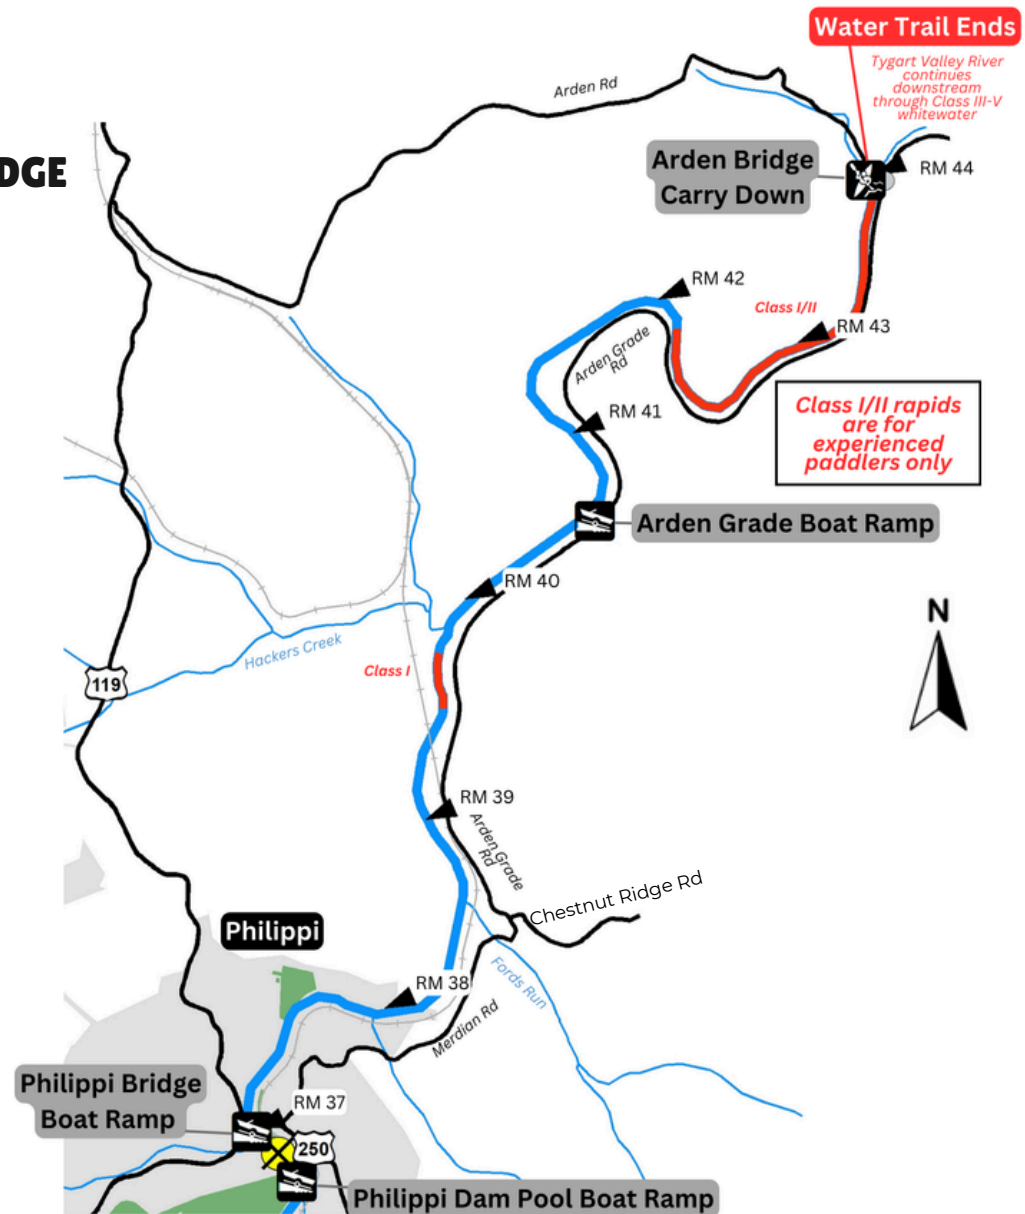 Water Trail Ends
Tygart Valley River
continues
downstream
through Class III-V
whitewater
Arden Rd
DGE
Arden Bridge
Carry Down
RM 44
RM 42
Class I/II
RM 43
Arden Grade
Rd
Class I/II rapids
are for
experienced
paddlers only
RM 41
Arden Grade Boat Ramp
RM 40
N
Hackers Creek
Class I
119
RM 39
Arden Grade
Rd
Chestnut Ridge Rd
Philippi
RM 38
Fords Run
Merdian Rd
Philippi Bridge
Boat Ramp
RM 37
250
Philippi Dam Pool Boat Ramp